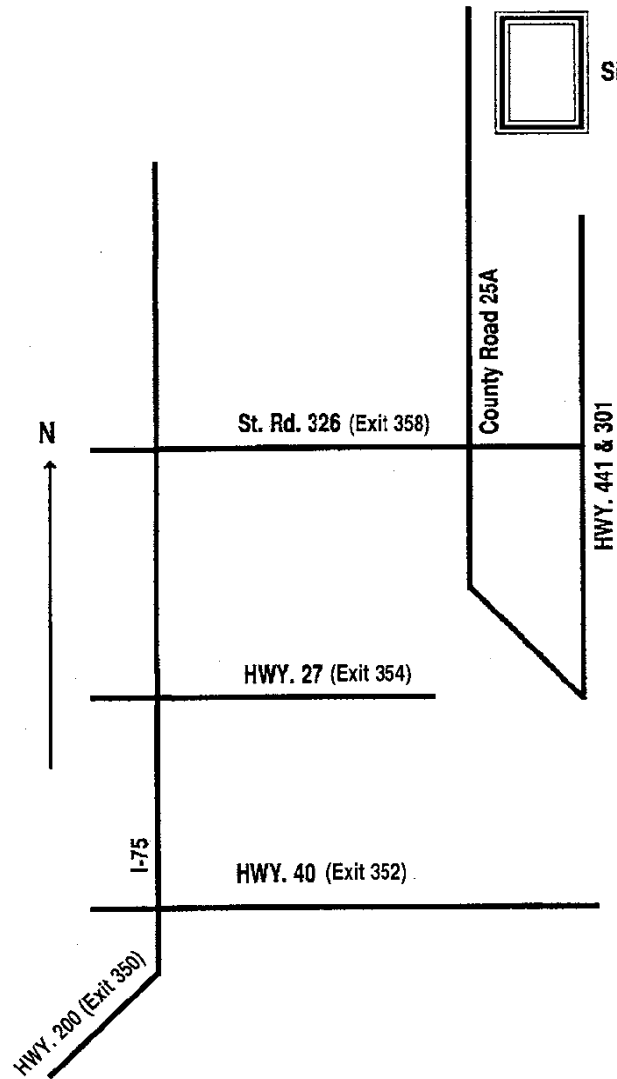 County Road 25A
St. Rd. 326 (Exit 358)
N
HWY. 441 & 301
HWY. 27 (Exit 354)
I-75
HWY. 40 (Exit 352)
HWY. 200 (Exit 350)